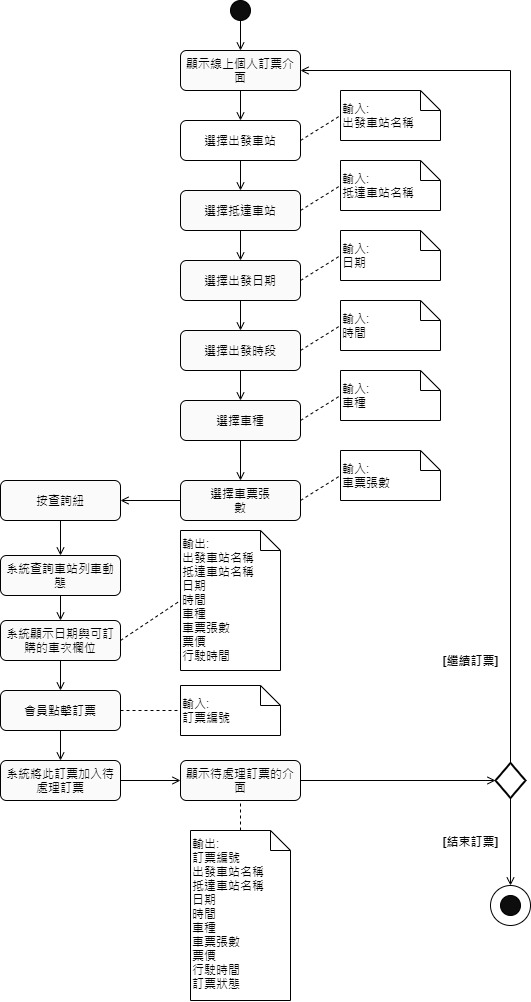 顯示線上個人訂票介
面
選擇出發車站
輸入:
出發車站名稱
選擇抵達車站
輸入:
抵達車站名稱
選擇出發日期
輸入:
日期
選擇出發時段
輸入:
時間
選擇車種
輸入:
車種
選擇車票張
數
輸入:
車票張數
按查詢紐
系統查詢車站列車動
態
系統顯示日期與可訂
購的車次欄位
輸出:
出發車站名稱
抵達車站名稱
日期
時間
車種
車票張數
票價
行駛時間
會員點擊訂票
輸入:
訂票編號
系統將此訂票加入待
處理訂票
顯示待處理訂票的介
面
輸出:
訂票編號
出發車站名稱
抵達車站名稱
日期
時間
車種
車票張數
票價
行駛時間
訂票狀態
[繼續訂票]
[結束訂票]